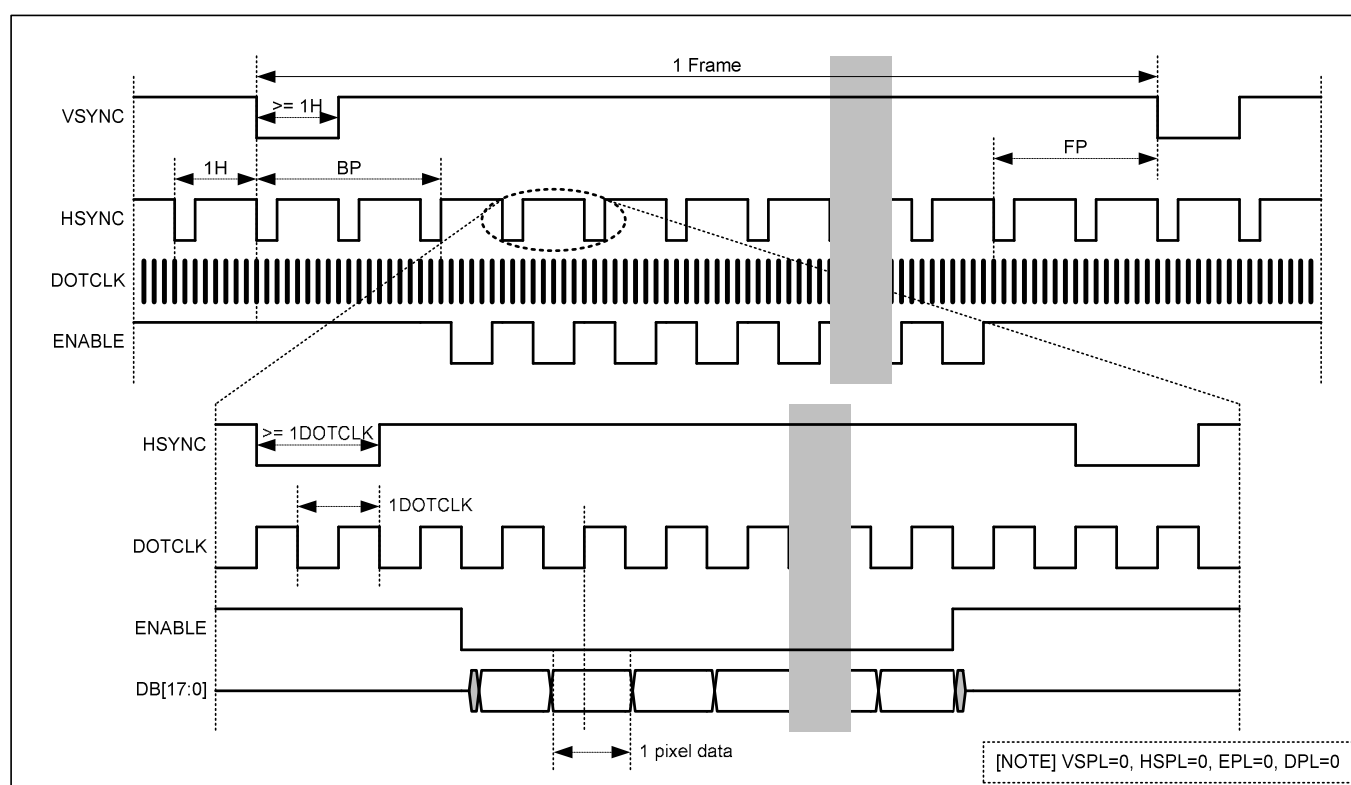 1 Frame
>= 1H
VSYNC
1H
BP
FP
HSYNC
DOTCLK
ENABLE
>= 1DOTCLK
HSYNC
1DOTCLK
DOTCLK
ENABLE
DB[17:0]
1 pixel data
[NOTE] VSPL=0, HSPL=0, EPL=0, DPL=0